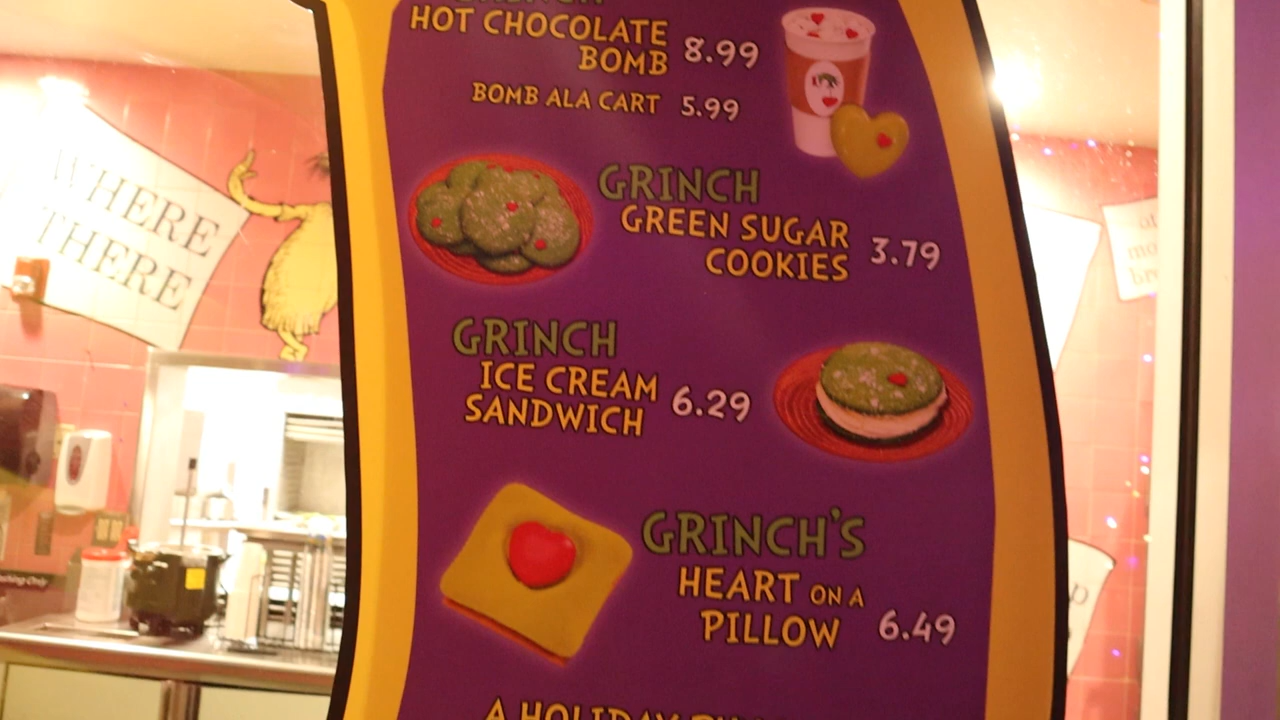 HOT CHOCOLATE
BOMB 8.99
BOMB ALA CART 5.99
GRINCH
GREEN SUGAR
COOKIES 3.79
GRINCH
ICE CREAM
SANDWICH 6.29
GRINCH'S
HEART ON A
PILLOW 6.49
A HOLIDAY
WHERE
THERE
Only